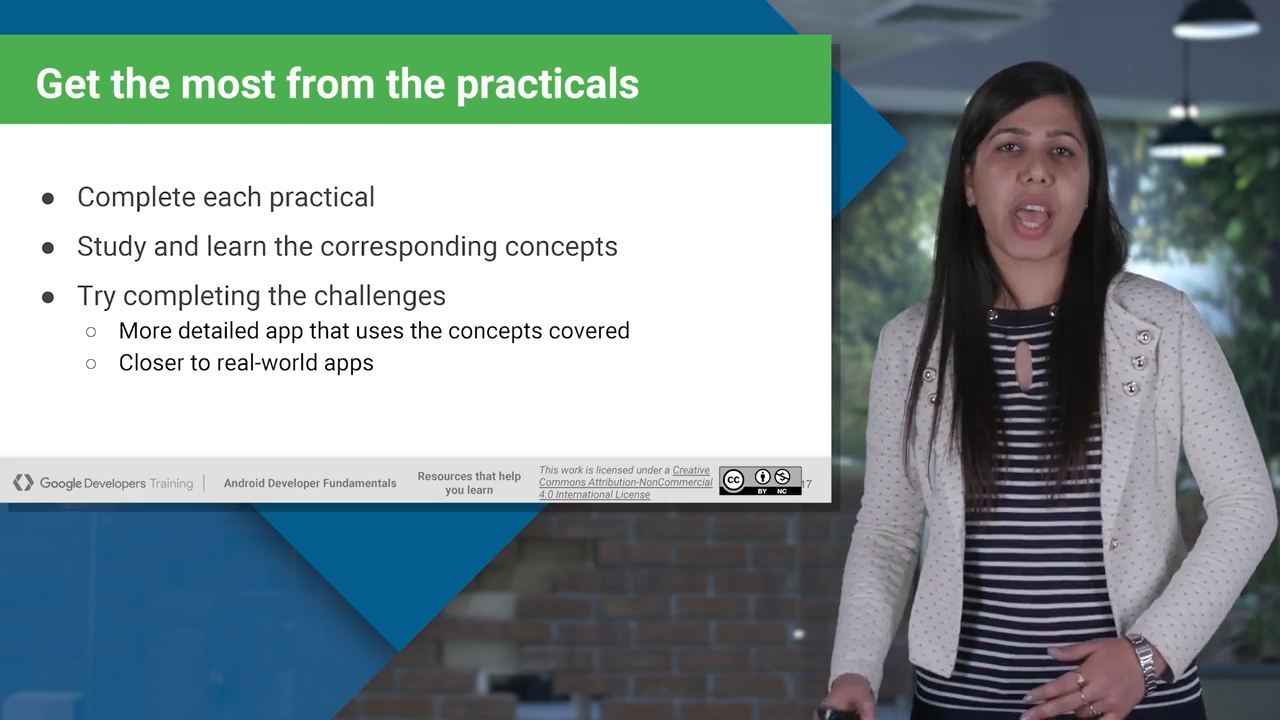 Get the most from the practicals
● Complete each practical
● Study and learn the corresponding concepts
● Try completing the challenges
○ More detailed app that uses the concepts covered
○ Closer to real-world apps
Google Developers Training
Android Developer Fundamentals
Resources that help
you learn
This work is licensed under a Creative
Commons Attribution-NonCommercial
4.0 International License
cc
BY NC
17